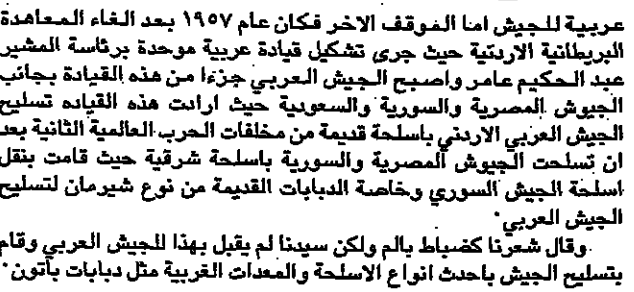 عربية للجيش اما الموقف الاخر فكان عام ١٩٥٧ بعد الغاء المعاهدة
البريطانية الاردنية حيث جرى تشكيل قيادة عربية موحدة برئاسة المشير
عبد الحكيم عامر واصبح الجيش العربي جزءا من هذه القيادة بجانب
الجيوش المصرية والسورية والسعودية حيث ارادت هذه القياده تسليح
الجيش العربي الاردني باسلحة قديمة من مخلفات الحرب العالمية الثانية بعد
ان تسلحت الجيوش المصرية والسورية باسلحة شرقية حيث قامت بنقل
اسلحة الجيش السوري وخاصة الدبابات القديمة من نوع شيرمان لتسليح
الجيش العربي.
وقال شعرنا كضباط بالم ولكن سيدنا لم يقبل بهذا للجيش العربي وقام
بتسليح الجيش باحدث انواع الاسلحة والمعدات الغربية مثل دبابات باتون.